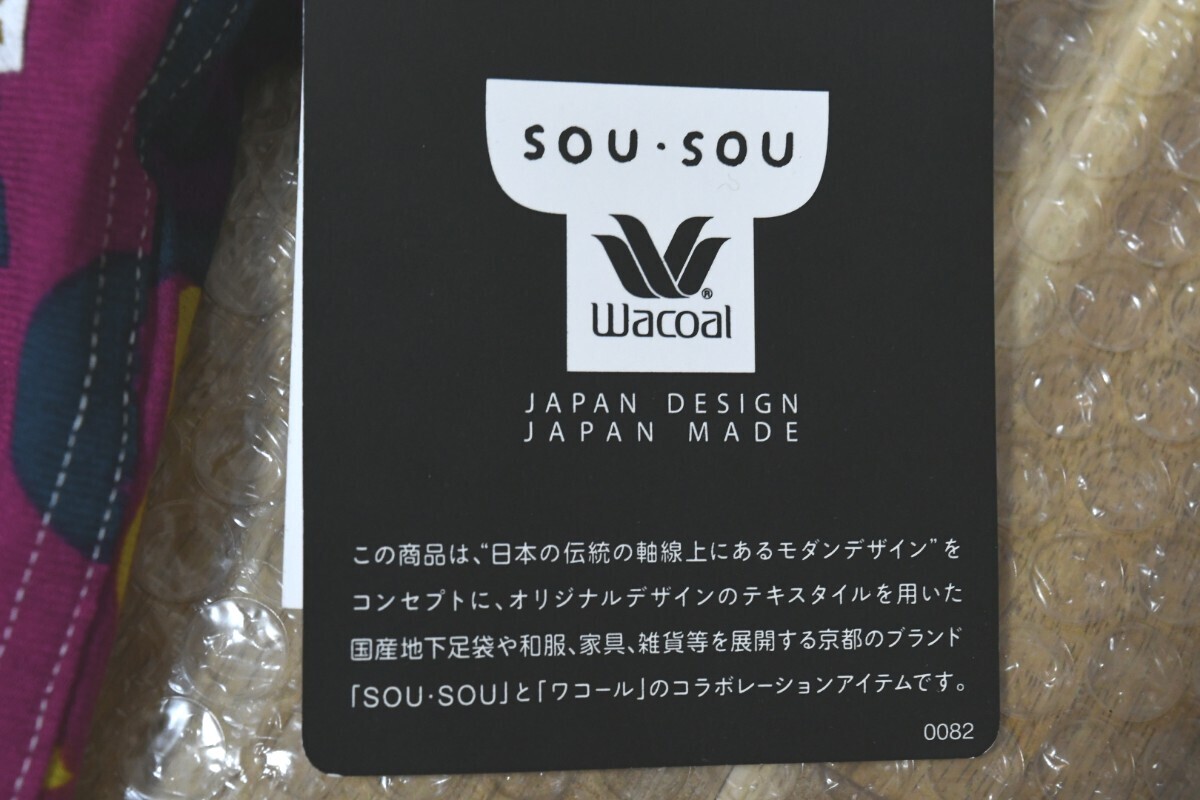 SOU・SOU
Wacoal®
JAPAN DESIGN
JAPAN MADE
この商品は、“日本の伝統の軸線上にあるモダンデザイン”を
コンセプトに、オリジナルデザインのテキスタイルを用いた
国産地下足袋や和服、家具、雑貨等を展開する京都のブランド
「SOU・SOU」と「ワコール」のコラボレーションアイテムです。
0082